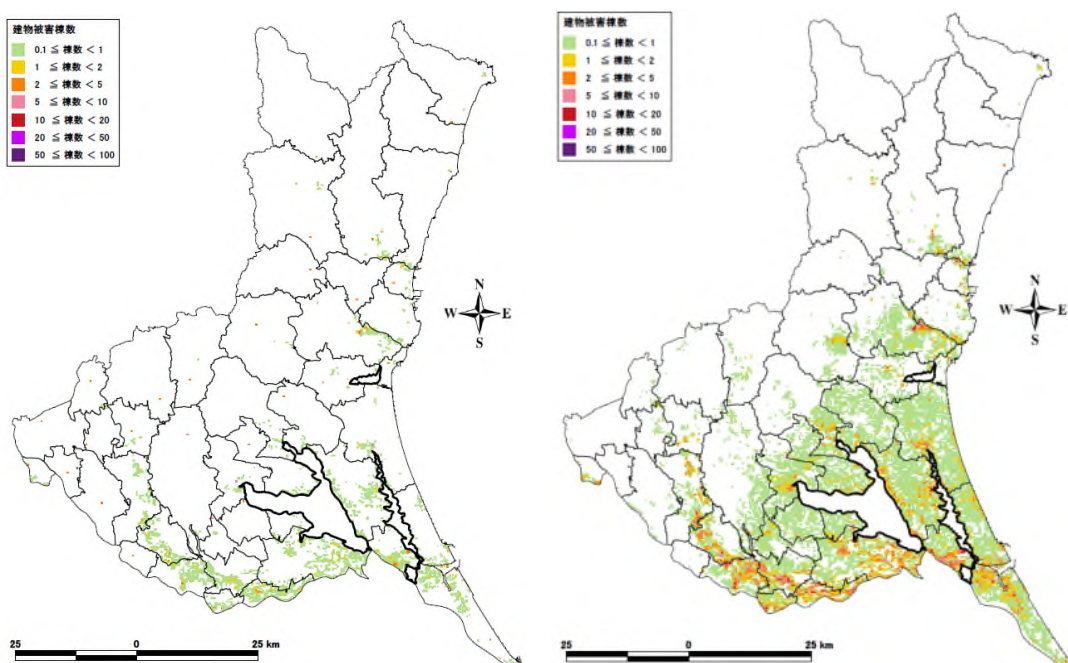 建物被害棟数
0.1 ≦ 棟数 < 1
1 ≦ 棟数 < 2
2 ≦ 棟数 < 5
5 ≦ 棟数 < 10
10 ≦ 棟数 < 20
20 ≦ 棟数 < 50
50 ≦ 棟数 < 100
N
W E
S
25 0 25 km
建物被害棟数
0.1 ≦ 棟数 < 1
1 ≦ 棟数 < 2
2 ≦ 棟数 < 5
5 ≦ 棟数 < 10
10 ≦ 棟数 < 20
20 ≦ 棟数 < 50
50 ≦ 棟数 < 100
N
W E
S
25 0 25 km